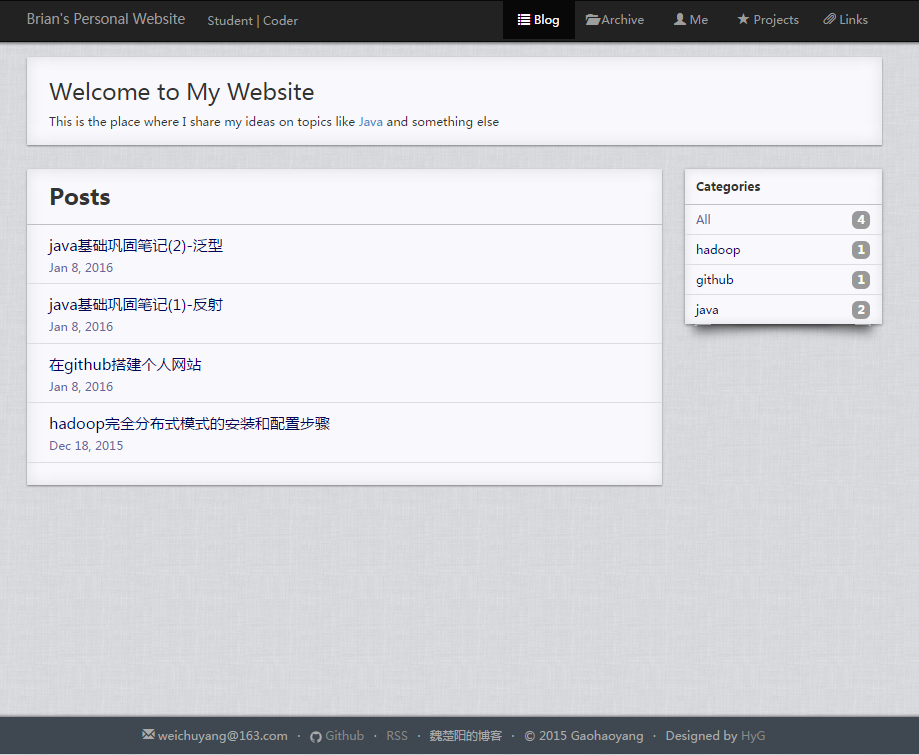 Brian's Personal Website Student | Coder Blog Archive Me Projects Links
Welcome to My Website
This is the place where I share my ideas on topics like Java and something else
Posts
java基础巩固笔记(2)-泛型
Jan 8, 2016
java基础巩固笔记(1)-反射
Jan 8, 2016
在github搭建个人网站
Jan 8, 2016
hadoop完全分布式模式的安装和配置步骤
Dec 18, 2015
Categories
All 4
hadoop 1
github 1
java 2
weichuyang@163.com · Github · RSS · 魏楚阳的博客 · © 2015 Gaohaoyang · Designed by HyG